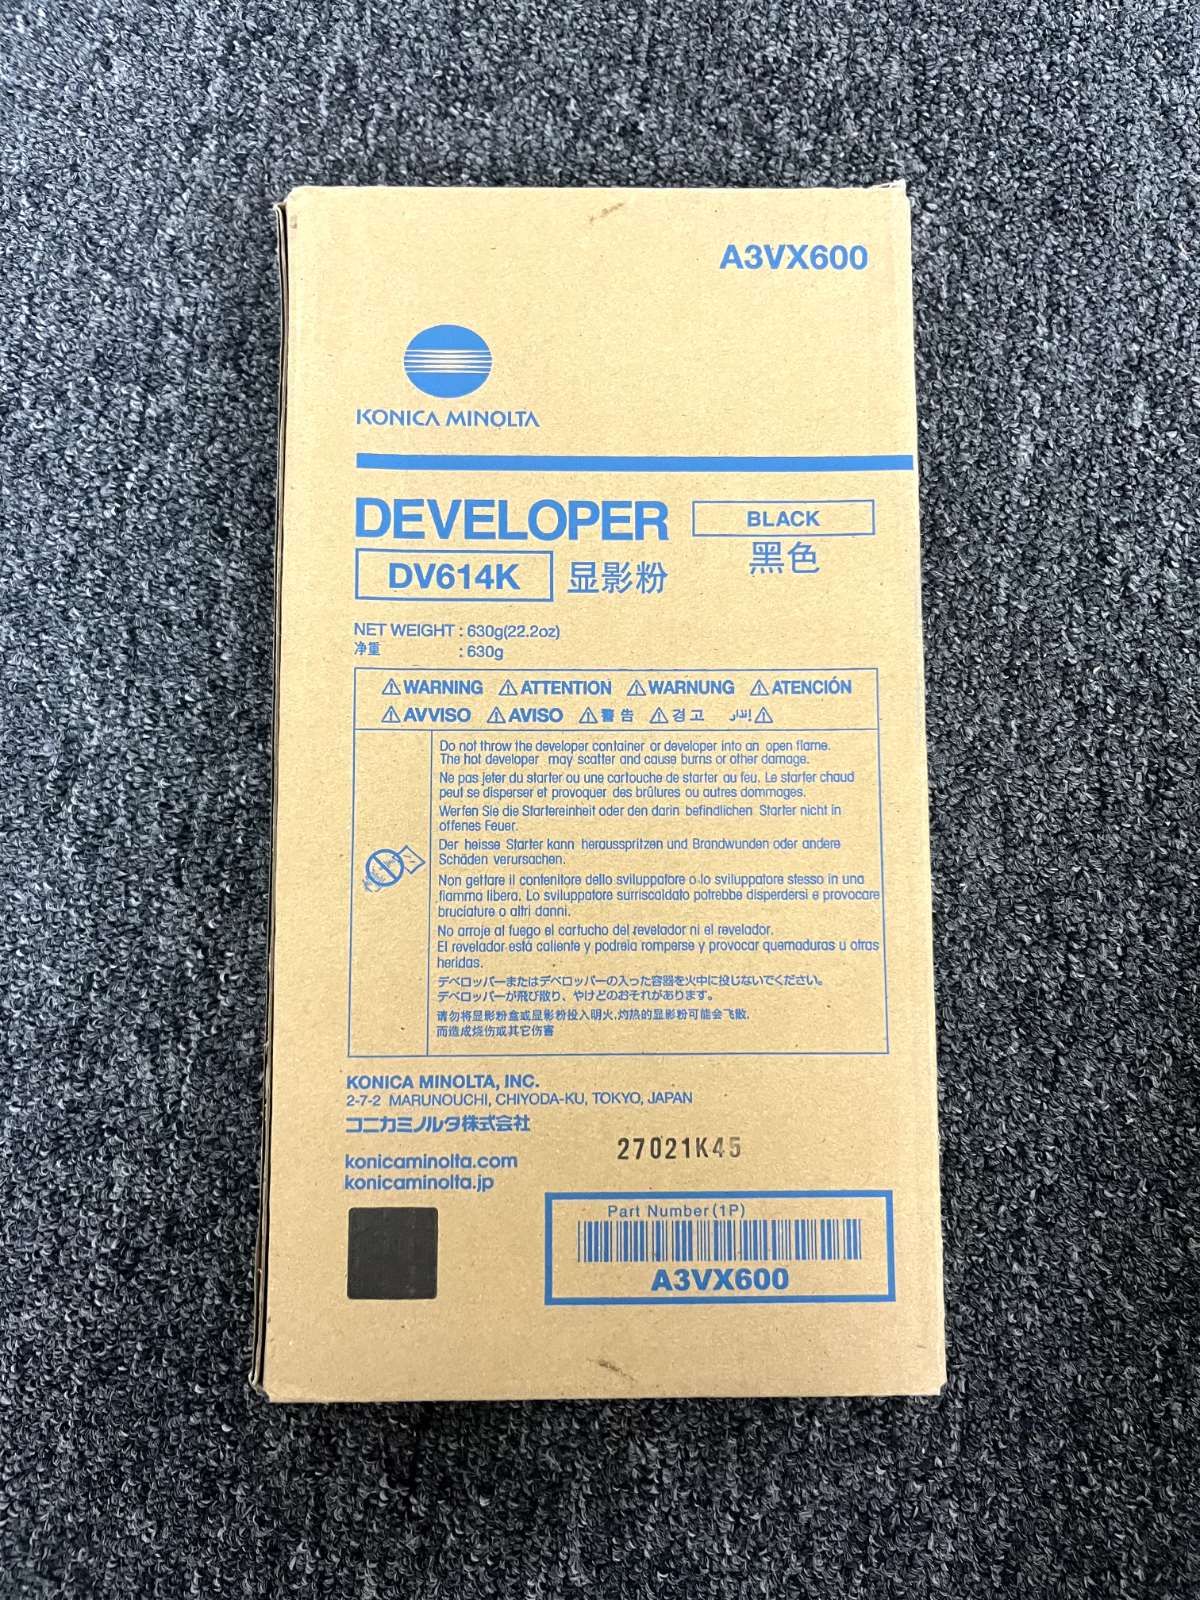 A3VX600
KONICA MINOLTA
DEVELOPER
BLACK
黑色
DV614K
显影粉
NET WEIGHT : 630g(22.2oz)
净重 : 630g
⚠WARNING ⚠ATTENTION ⚠WARNUNG ⚠ATENCIÓN
⚠AVVISO ⚠AVISO ⚠警告 ⚠경고 إنذار⚠
Do not throw the developer container or developer into an open flame.
The hot developer may scatter and cause burns or other damage.
Ne pas jeter du starter ou une cartouche de starter au feu. Le starter chaud
peut se disperser et provoquer des brûlures ou autres dommages.
Werfen Sie die Startereinheit oder den darin befindlichen Starter nicht in
offenes Feuer.
Der heisse Starter kann herausspritzen und Brandwunden oder andere
Schäden verursachen.
Non gettare il contenitore dello sviluppatore o lo sviluppatore stesso in una
fiamma libera. Lo sviluppatore surriscaldato potrebbe disperdersi e provocare
bruciature o altri danni.
No arroje al fuego el cartucho del revelador ni el revelador.
El revelador está caliente y podreía romperse y provocar quemaduras u otras
heridas.
デベロッパーまたはデベロッパーの入った容器を火中に投じないでください。
デベロッパーが飛び散り、やけどのおそれがあります。
请勿将显影粉盒或显影粉投入明火.灼热的显影粉可能会飞散,
而造成烧伤或其它伤害
KONICA MINOLTA, INC.
2-7-2 MARUNOUCHI, CHIYODA-KU, TOKYO, JAPAN
コニカミノルタ株式会社
27021K45
konicaminolta.com
konicaminolta.jp
Part Number(1P)
A3VX600